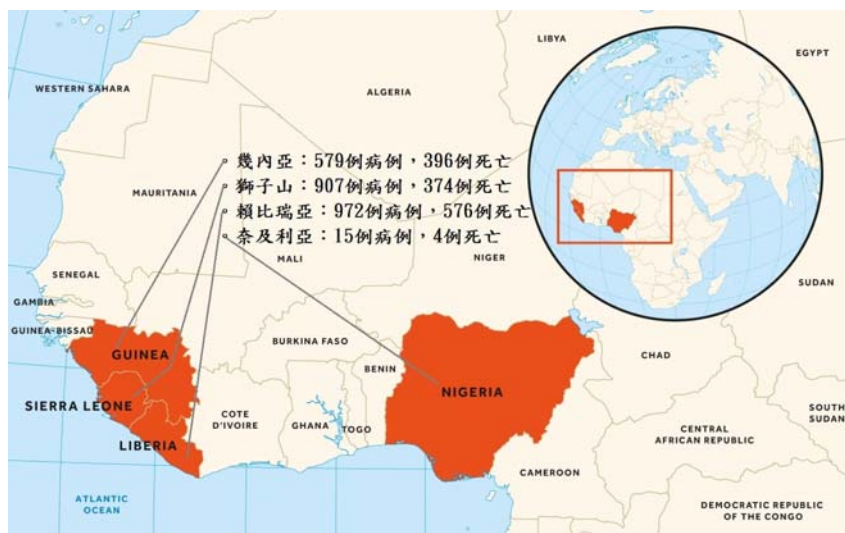 LIBYA
EGYPT
WESTERN SAHARA
ALGERIA
幾內亞：579例病例，396例死亡
獅子山：907例病例，374例死亡
賴比瑞亞：972例病例，576例死亡
奈及利亞：15例病例，4例死亡
MAURITANIA
MALI
NIGER
SENEGAL
SUDAN
GAMBIA
GUINEA-BISSAU
GUINEA
BURKINA FASO
CHAD
BENIN
NIGERIA
SIERRA LEONE
COTE
D'IVOIRE
GHANA
TOGO
SOUTH
SUDAN
CENTRAL
AFRICAN REPUBLIC
LIBERIA
CAMEROON
ATLANTIC
OCEAN
DEMOCRATIC REPUBLIC
OF THE CONGO